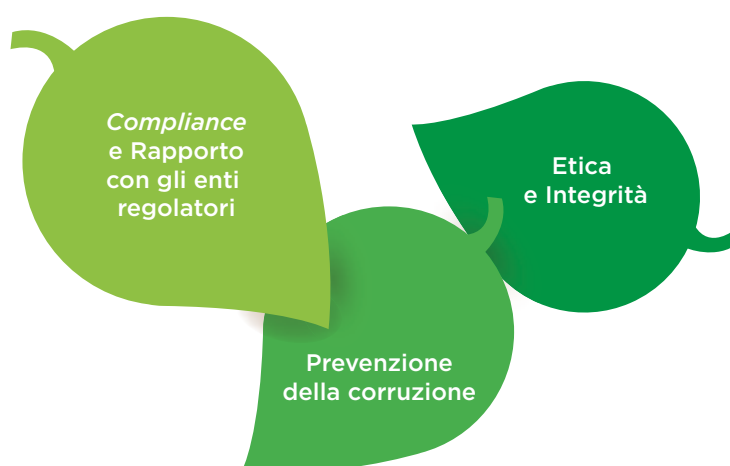 Compliance
e Rapporto
con gli enti
regolatori
Etica
e Integrità
Prevenzione
della corruzione